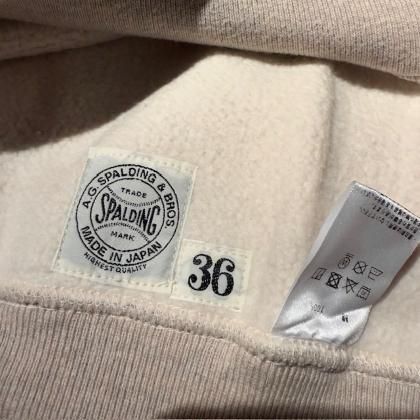 A.G. SPALDING & BROS
TRADE
SPALDING
MARK
MADE IN JAPAN
HIGHEST QUALITY
36